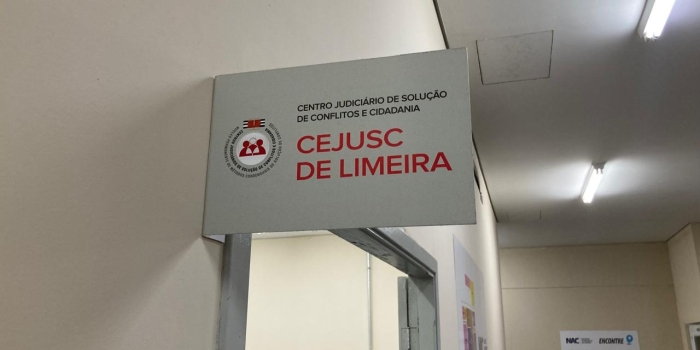 CENTRO JUDICIÁRIO DE SOLUÇÃO
DE CONFLITOS E CIDADANIA
CEJUSC
DE LIMEIRA
NAC
ENCONTRE